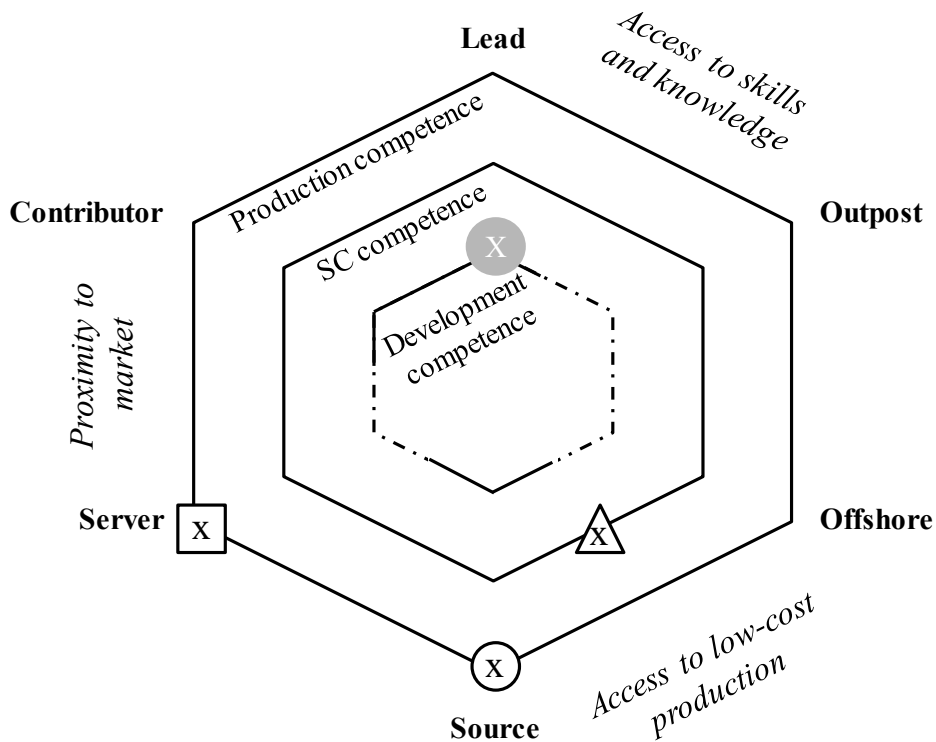 Lead
Access to skills
and knowledge
Production competence
Contributor
Outpost
SC competence
X
Development
competence
Proximity to
market
Server
x
x
Offshore
Access to low-cost
production
x
Source